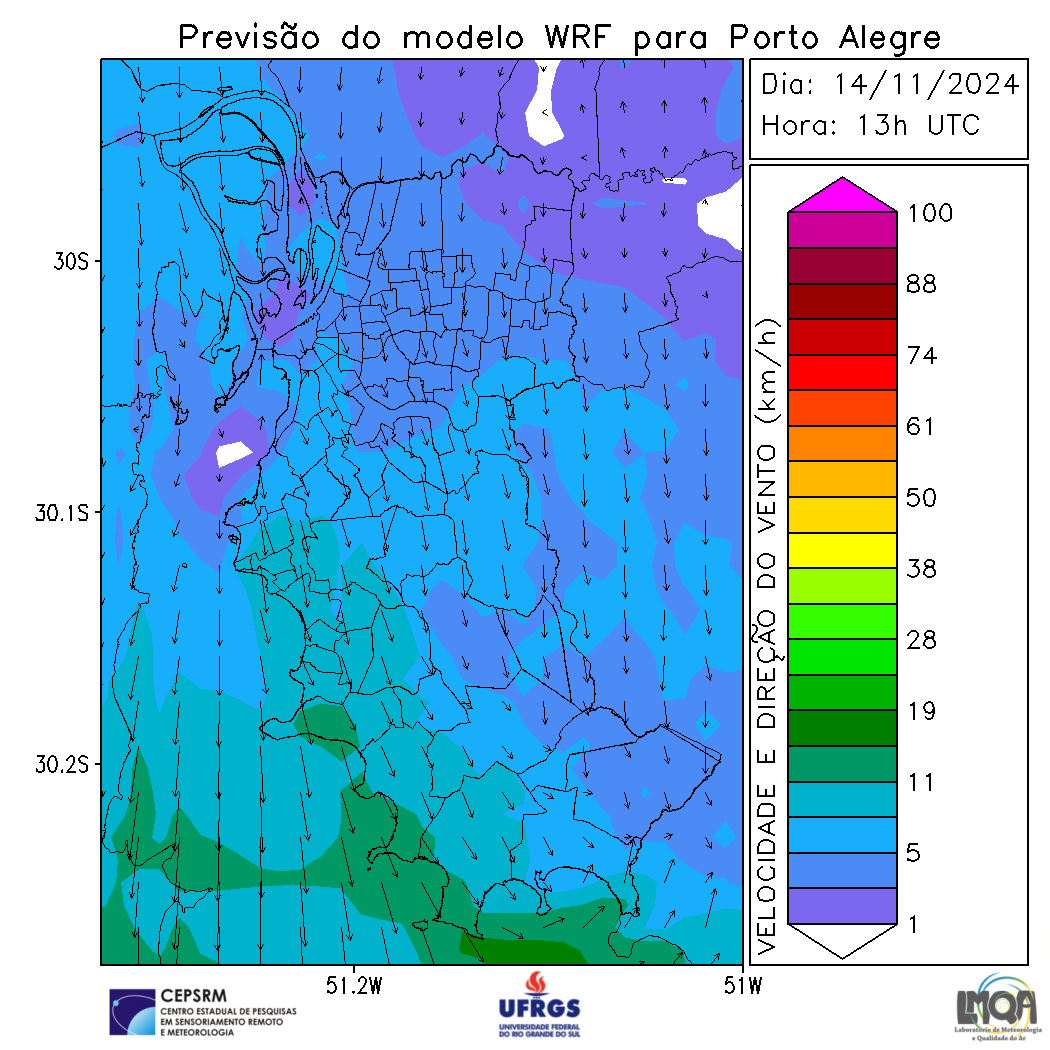 Previsão do modelo WRF para Porto Alegre
Dia: 14/11/2024
Hora: 13h UTC
30S
30.1S
30.2S
51.2W
51W
VELOCIDADE E DIREÇÃO DO VENTO (km/h)
100
88
74
61
50
38
28
19
11
5
1
CEPSRM
CENTRO ESTADUAL DE PESQUISAS
EM SENSORIAMENTO REMOTO
E METEOROLOGIA
UFRGS
UNIVERSIDADE FEDERAL
DO RIO GRANDE DO SUL
LMQA
Laboratório de Meteorologia
e Qualidade do Ar